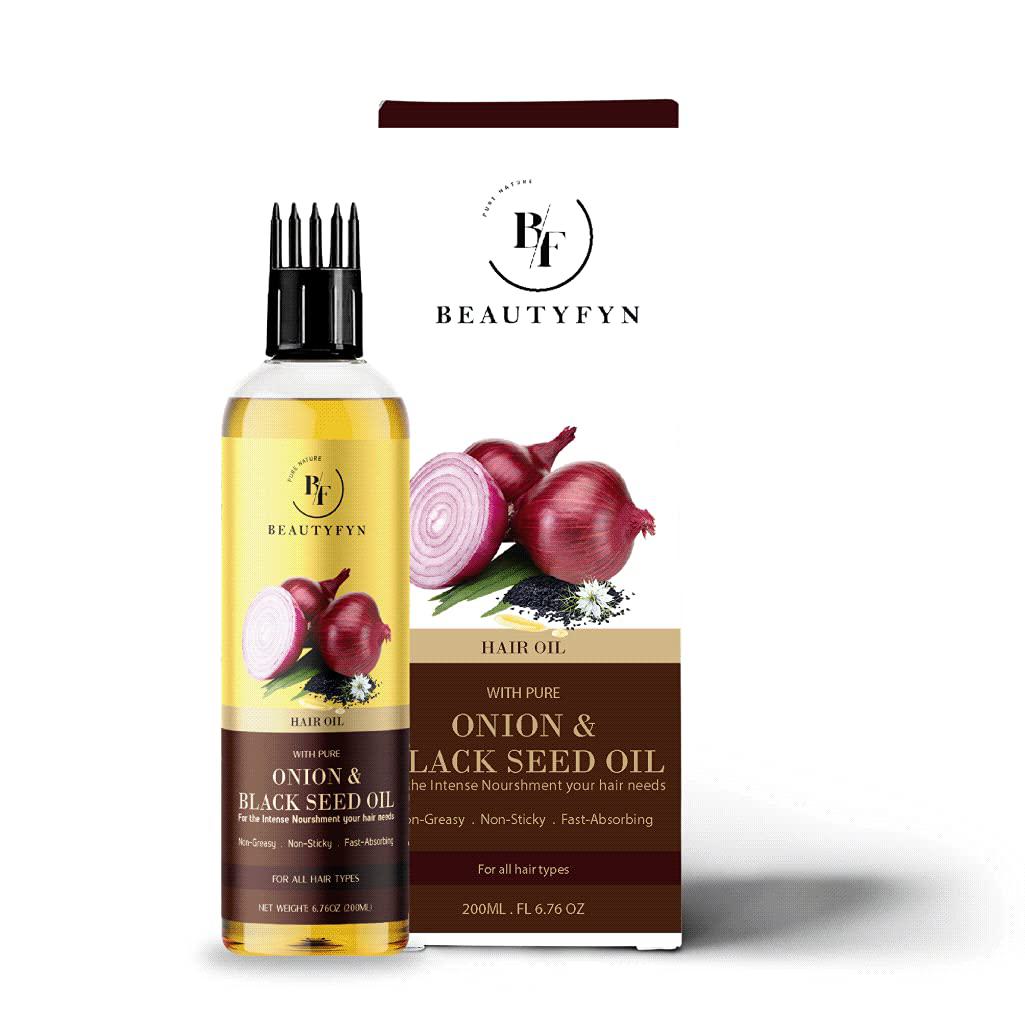 PURE NATURE
B/F
BEAUTYFYN
HAIR OIL
WITH PURE
ONION &
BLACK SEED OIL
For the Intense Nourshment your hair needs
Non-Greasy . Non-Sticky . Fast-Absorbing
FOR ALL HAIR TYPES
NET WEIGHT: 6.76OZ (200ML)
PURE NATURE
B/F
BEAUTYFYN
HAIR OIL
WITH PURE
ONION &
LACK SEED OIL
the Intense Nourshment your hair needs
on-Greasy . Non-Sticky . Fast-Absorbing
For all hair types
200ML . FL 6.76 OZ